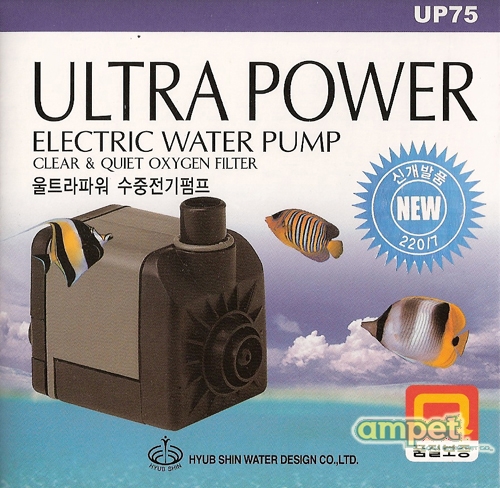 UP75
ULTRA POWER
ELECTRIC WATER PUMP
CLEAR & QUIET OXYGEN FILTER
울트라파워 수중전기펌프
신개발품
NEW
220/7
ampet
품질보증
HYUB SHIN
HYUB SHIN WATER DESIGN CO.,LTD.